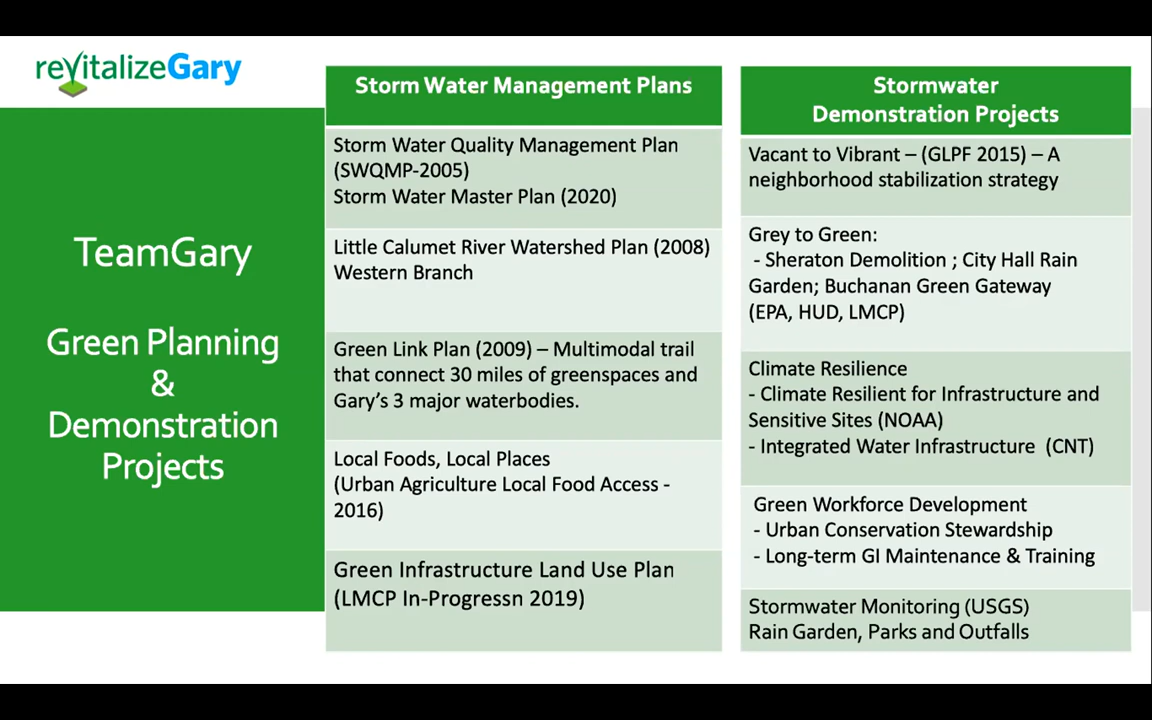 revitalizeGary
TeamGary
Green Planning
&
Demonstration
Projects
Storm Water Management Plans
Storm Water Quality Management Plan
(SWQMP-2005)
Storm Water Master Plan (2020)
Little Calumet River Watershed Plan (2008)
Western Branch
Green Link Plan (2009) – Multimodal trail
that connect 30 miles of greenspaces and
Gary's 3 major waterbodies.
Local Foods, Local Places
(Urban Agriculture Local Food Access -
2016)
Green Infrastructure Land Use Plan
(LMCP In-Progressn 2019)
Stormwater
Demonstration Projects
Vacant to Vibrant – (GLPF 2015) – A
neighborhood stabilization strategy
Grey to Green:
- Sheraton Demolition ; City Hall Rain
Garden; Buchanan Green Gateway
(EPA, HUD, LMCP)
Climate Resilience
- Climate Resilient for Infrastructure and
Sensitive Sites (NOAA)
- Integrated Water Infrastructure (CNT)
Green Workforce Development
- Urban Conservation Stewardship
- Long-term GI Maintenance & Training
Stormwater Monitoring (USGS)
Rain Garden, Parks and Outfalls